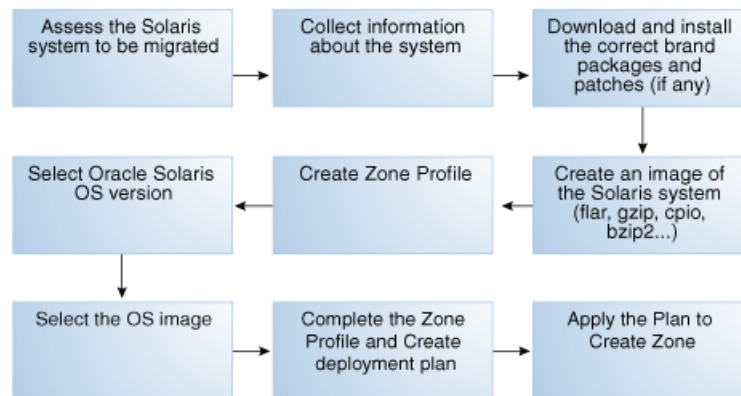 Assess the Solaris
system to be migrated
Collect information
about the system
Download and install
the correct brand
packages and
patches (if any)
Create an image of
the Solaris system
(flar, gzip, cpio,
bzip2...)
Create Zone Profile
Select Oracle Solaris
OS version
Select the OS image
Complete the Zone
Profile and Create
deployment plan
Apply the Plan to
Create Zone